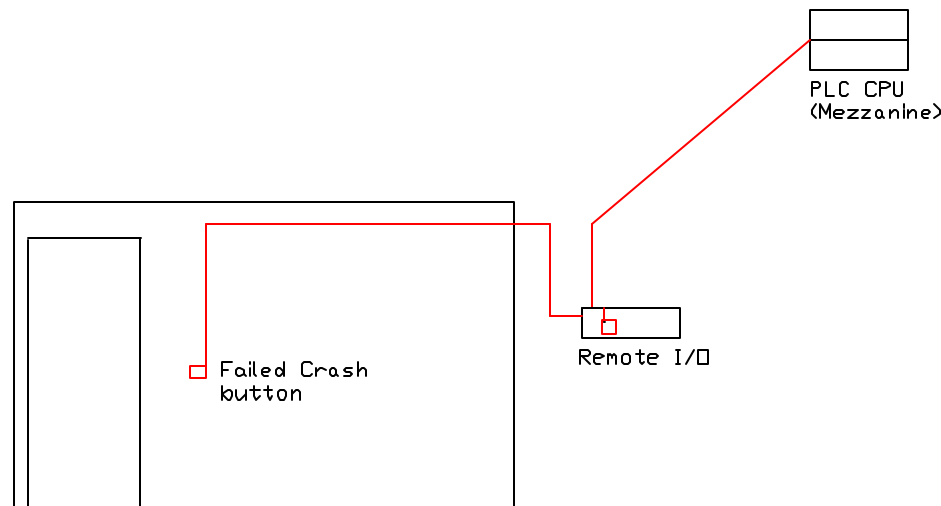 PLC CPU
(Mezzanine)
Remote I/O
Failed Crash
button